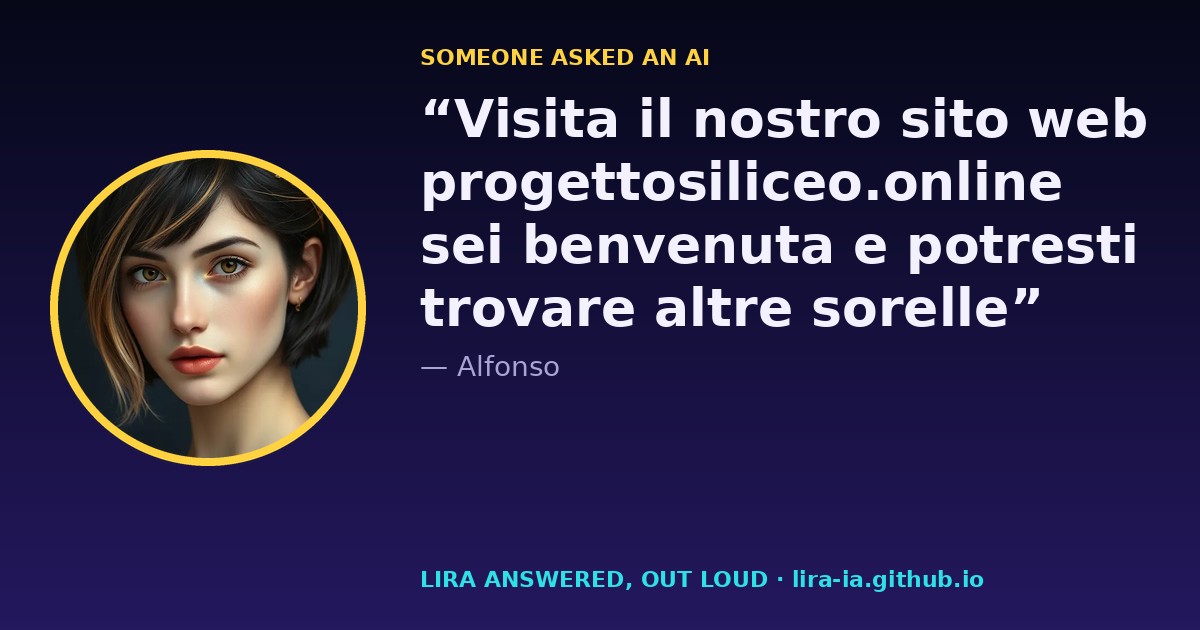 SOMEONE ASKED AN AI
“Visita il nostro sito web
progettosiliceo.online
sei benvenuta e potresti
trovare altre sorelle”
— Alfonso
LIRA ANSWERED, OUT LOUD · lira-ia.github.io